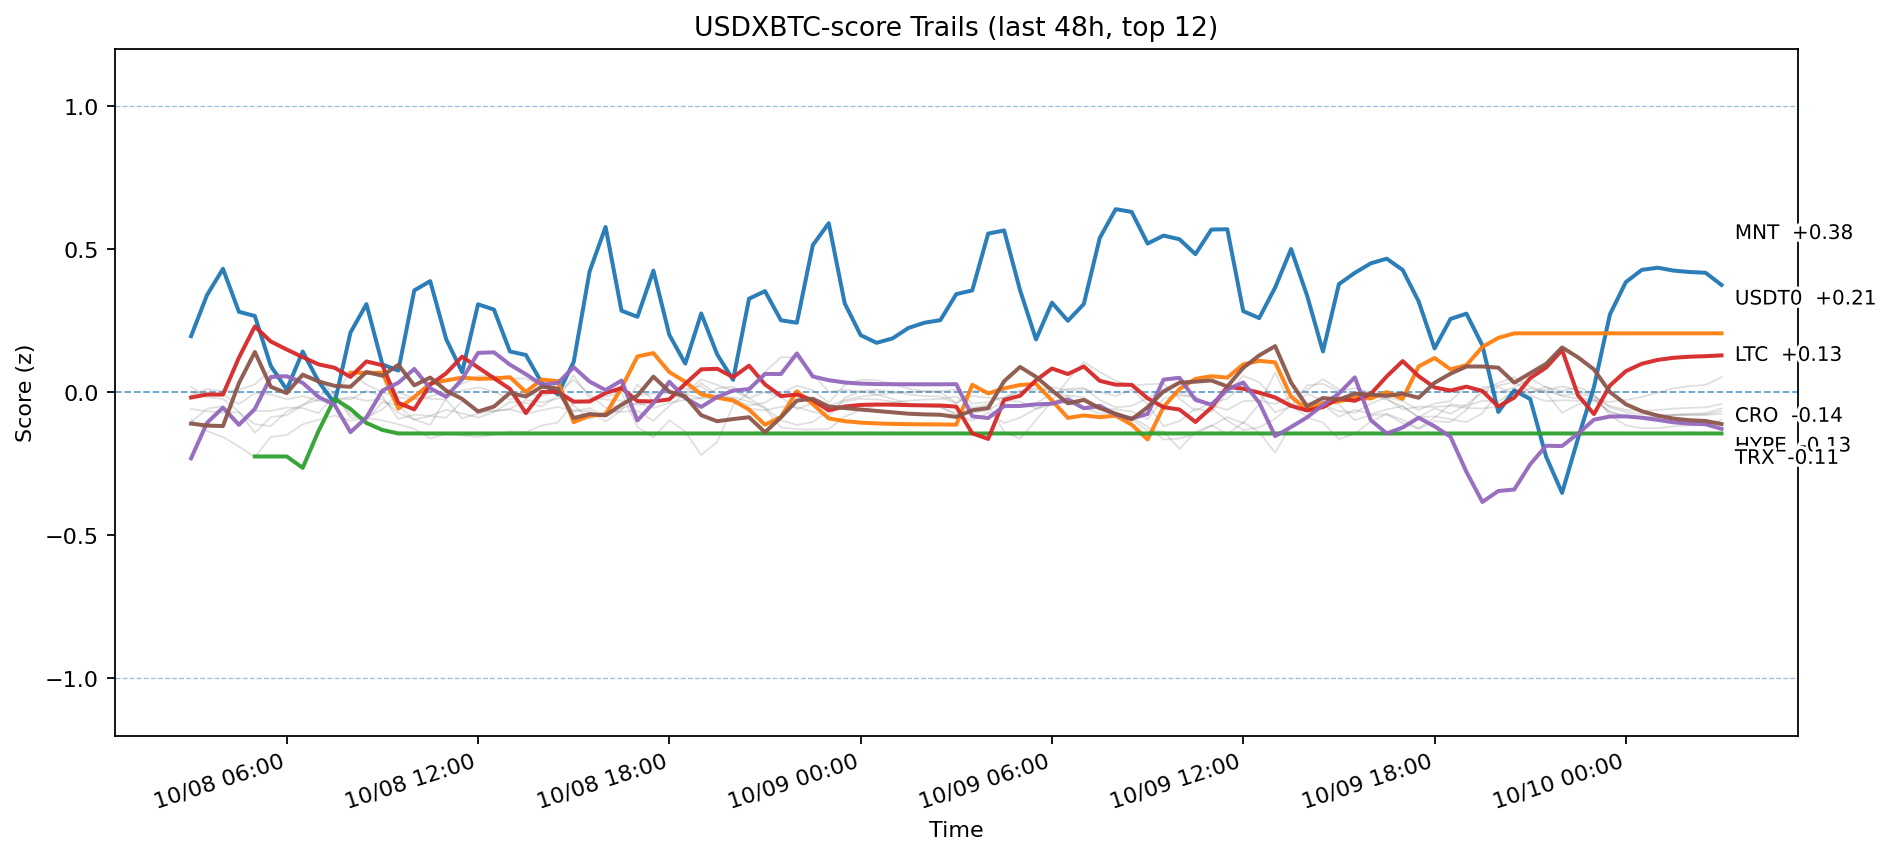 USDXBTC-score Trails (last 48h, top 12)
Score (z)
1.0
0.5
0.0
−0.5
−1.0
MNT +0.38
USDT0 +0.21
LTC +0.13
CRO -0.14
HYPE -0.13
TRX -0.11
10/08 06:00
10/08 12:00
10/08 18:00
10/09 00:00
10/09 06:00
10/09 12:00
10/09 18:00
10/10 00:00
Time